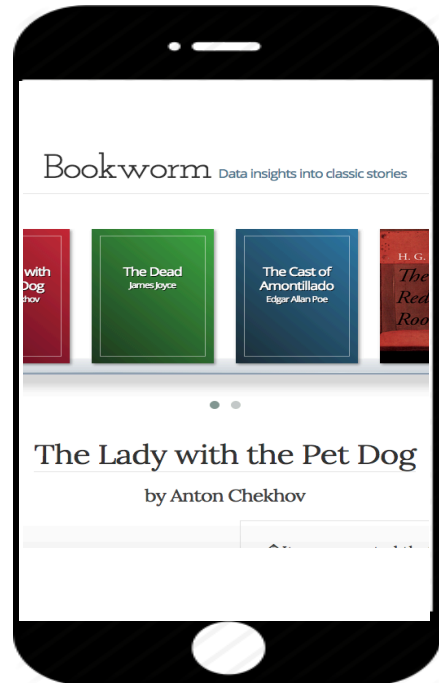 Bookworm Data insights into classic stories
with
Dog
hov
The Dead
James Joyce
The Cast of
Amontillado
Edgar Allan Poe
H. G.
The
Red
Roo
The Lady with the Pet Dog
by Anton Chekhov